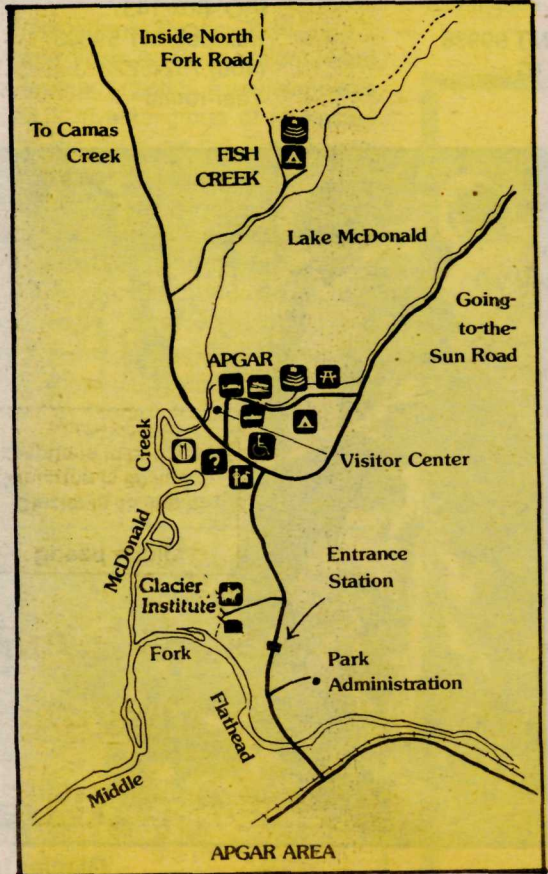 Inside North
Fork Road
To Camas
Creek
FISH
CREEK
Lake McDonald
Going-
to-the-
Sun Road
APGAR
Visitor Center
?
McDonald Creek
Entrance
Station
Glacier
Institute
Park
Administration
Middle Fork Flathead
APGAR AREA